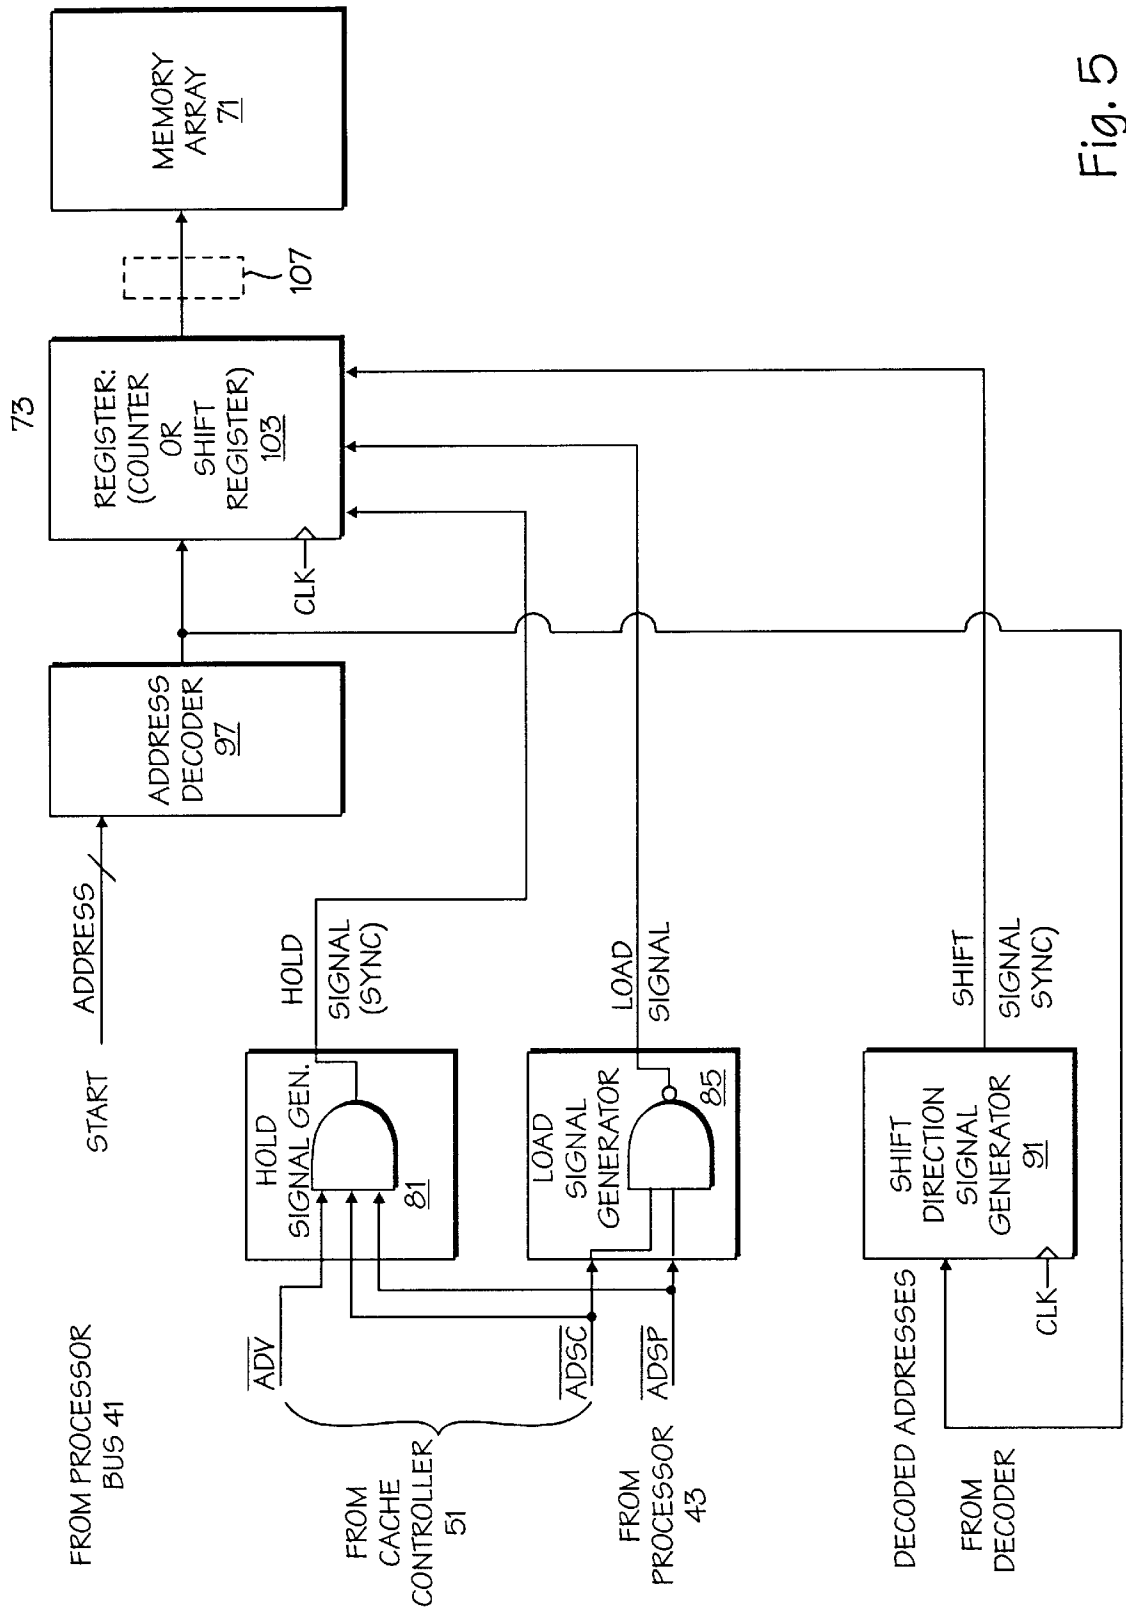 FROM PROCESSOR
BUS 41
START ADDRESS
ADDRESS
DECODER
97
73
REGISTER:
(COUNTER
OR
SHIFT
REGISTER)
103
CLK
107
MEMORY
ARRAY
71
FROM
CACHE
CONTROLLER
51
ADV
ADSC
HOLD
SIGNAL GEN.
81
HOLD
SIGNAL
(SYNC)
FROM
PROCESSOR
43
ADSP
LOAD
SIGNAL
GENERATOR
85
LOAD
SIGNAL
DECODED ADDRESSES
FROM
DECODER
CLK
SHIFT
DIRECTION
SIGNAL
GENERATOR
91
SHIFT
SIGNAL
SYNC)
Fig. 5